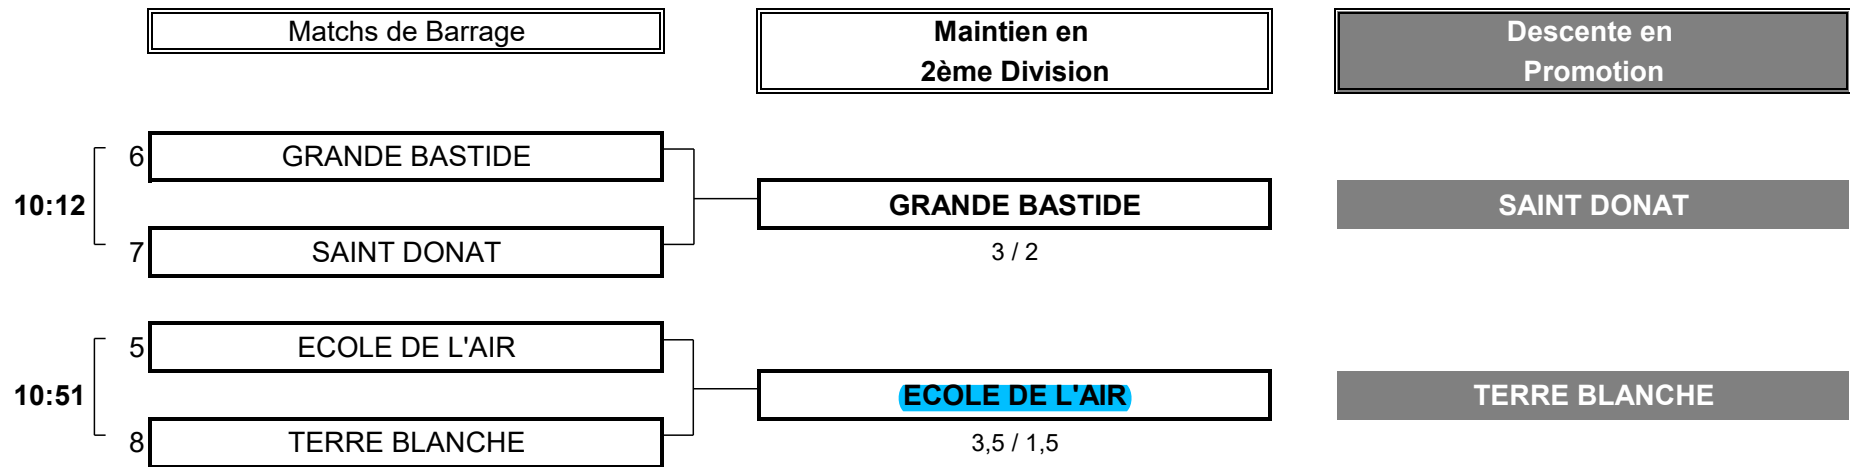 Matchs de Barrage
Maintien en
2ème Division
Descente en
Promotion
6 GRANDE BASTIDE
10:12
GRANDE BASTIDE
SAINT DONAT
7 SAINT DONAT
3 / 2
5 ECOLE DE L'AIR
10:51
ECOLE DE L'AIR
TERRE BLANCHE
8 TERRE BLANCHE
3,5 / 1,5